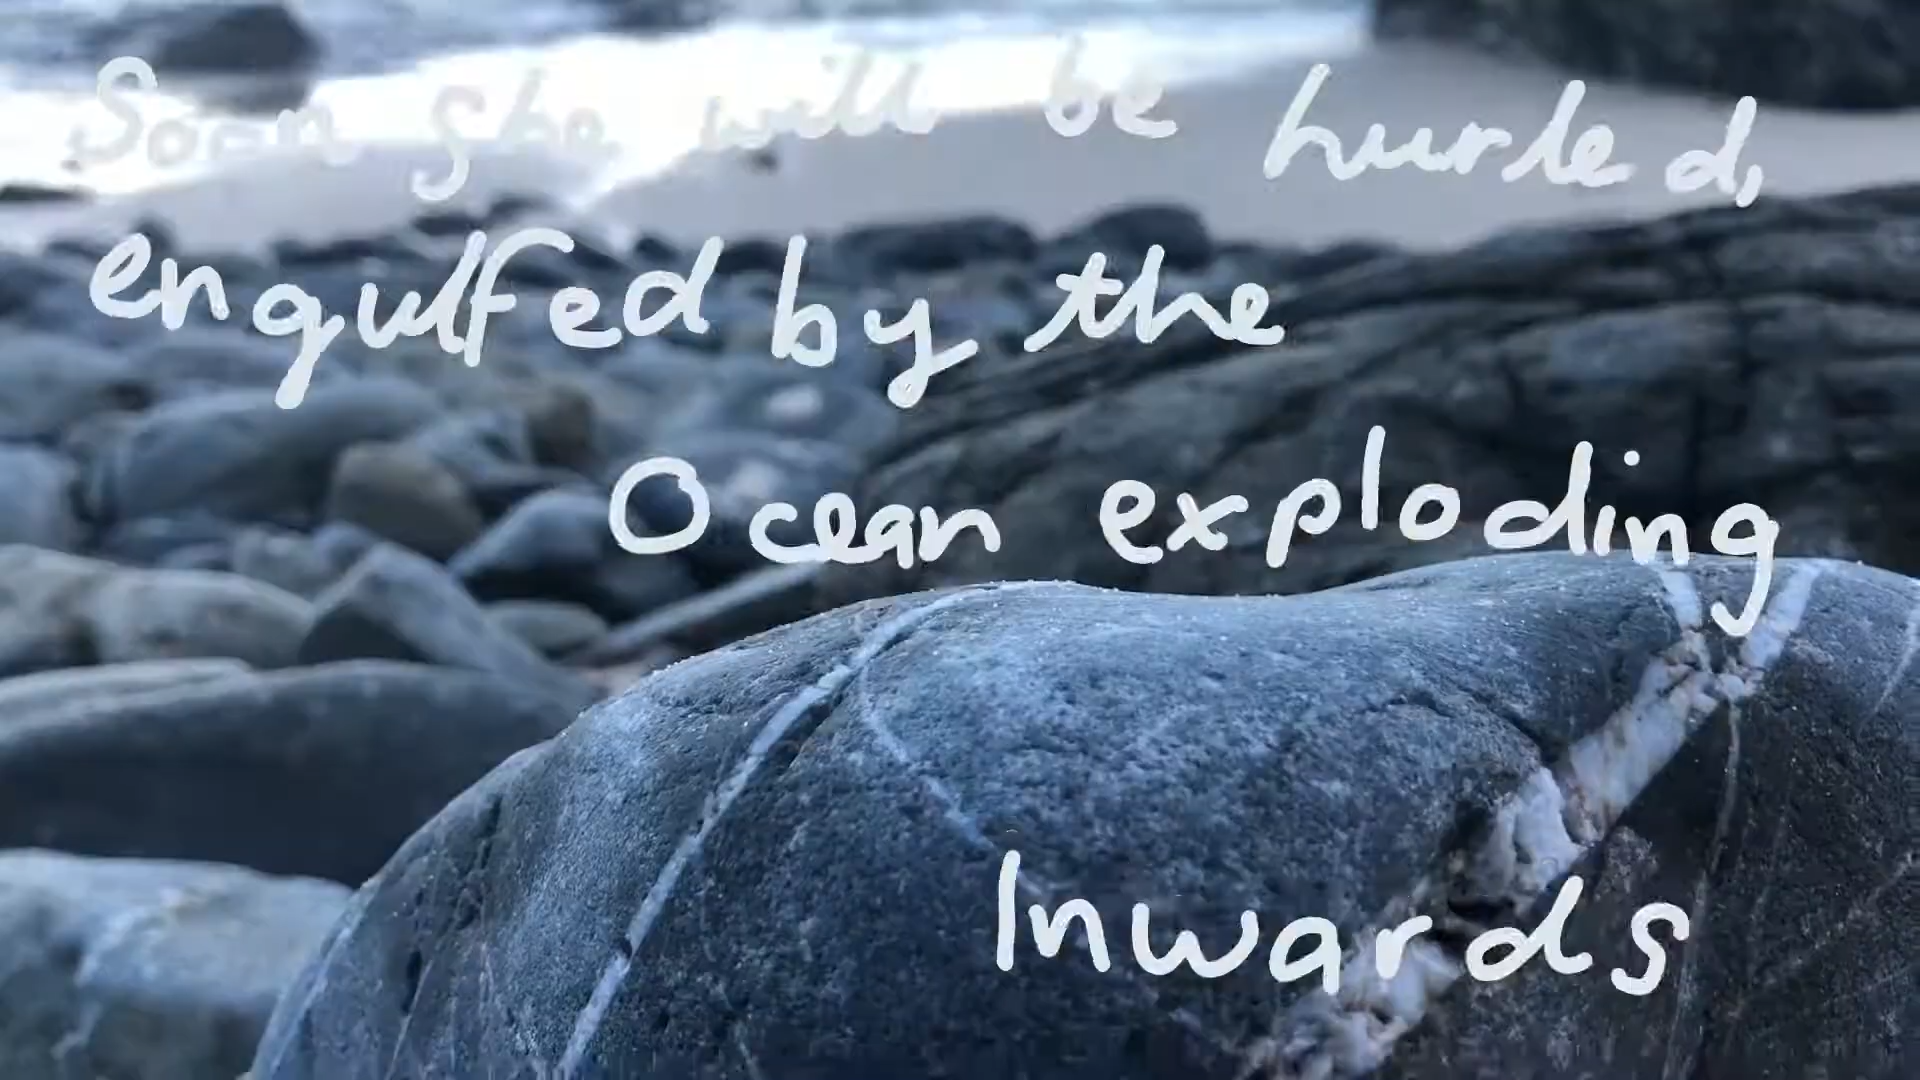 Soon she will be hurled,
engulfed by the
Ocean exploding
Inwards